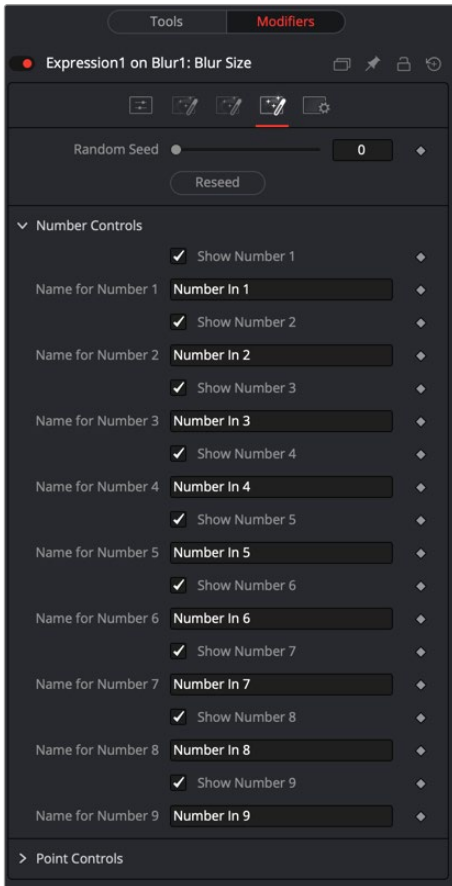 Tools Modifiers
Expression1 on Blur1: Blur Size
Random Seed 0
Reseed
Number Controls
Show Number 1
Name for Number 1 Number In 1
Show Number 2
Name for Number 2 Number In 2
Show Number 3
Name for Number 3 Number In 3
Show Number 4
Name for Number 4 Number In 4
Show Number 5
Name for Number 5 Number In 5
Show Number 6
Name for Number 6 Number In 6
Show Number 7
Name for Number 7 Number In 7
Show Number 8
Name for Number 8 Number In 8
Show Number 9
Name for Number 9 Number In 9
Point Controls